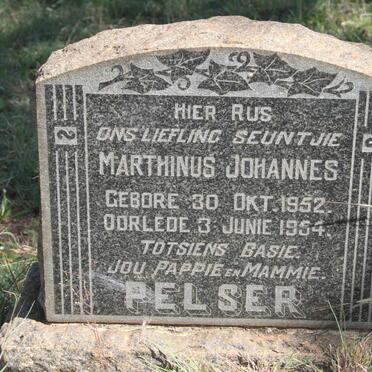 HIER RUS
ONS LIEFLING SEUNTJIE
MARTHINUS JOHANNES
GEBORE 30 OKT. 1952.
OORLEDE 3 JUNIE 1954.
TOTSIENS BASIE.
JOU PAPPIE EN MAMMIE.
PELSER